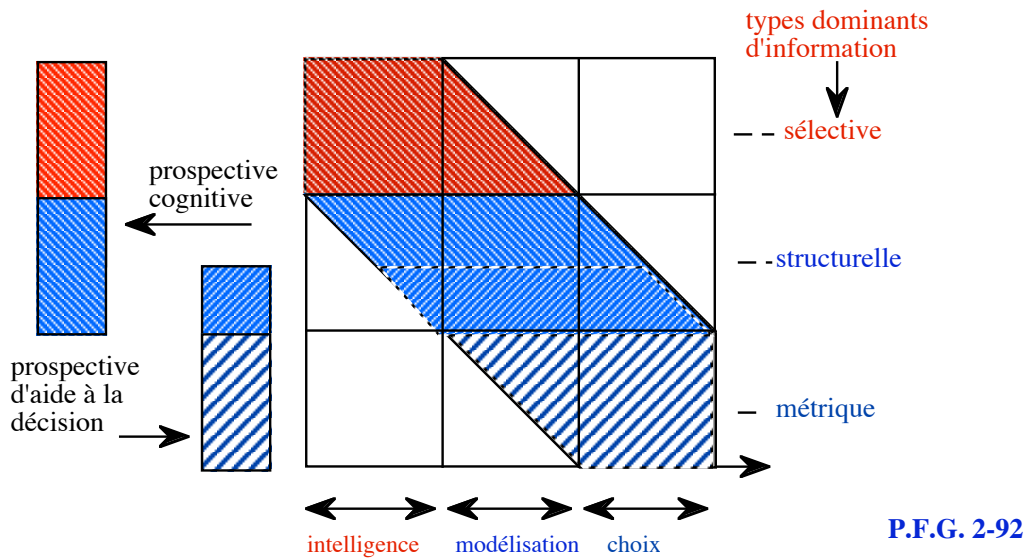 types dominants
d'information
sélective
prospective
cognitive
structurelle
prospective
d'aide à la
décision
métrique
intelligence modélisation choix
P.F.G. 2-92